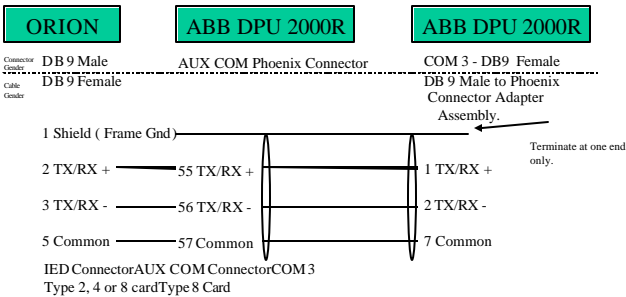 ORION ABB DPU 2000R ABB DPU 2000R
Connector Gender DB 9 Male AUX COM Phoenix Connector COM 3 - DB9 Female
Cable Gender DB 9 Female DB 9 Male to Phoenix
Connector Adapter
Assembly.
1 Shield ( Frame Gnd)
Terminate at one end
only.
2 TX/RX + 55 TX/RX + 1 TX/RX +
3 TX/RX - 56 TX/RX - 2 TX/RX -
5 Common 57 Common 7 Common
IED ConnectorAUX COM ConnectorCOM 3
Type 2, 4 or 8 cardType 8 Card